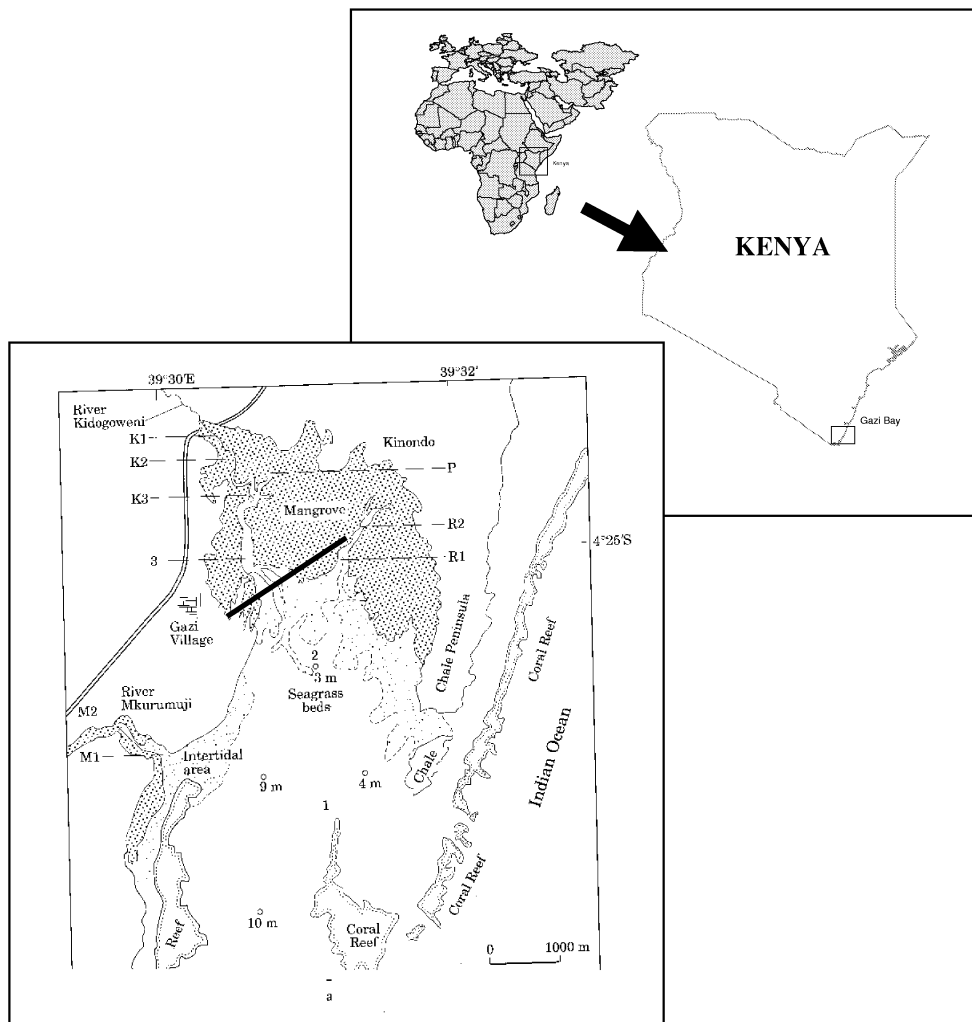 Kenya
KENYA
Gazi Bay
39°30'E
39°32'
River
Kidogoweni
K1
K2
K3
3
Kinondo
P
Mangrove
R2
R1
4°25'S
Gazi
Village
2
3 m
Seagrass
beds
Chale Peninsula
Coral Reef
River
Mkurumuji
M2
M1
Intertidal
area
9 m
4 m
Chale
Indian Ocean
1
Coral Reef
10 m
Reef
Coral
Reef
0 1000 m
a